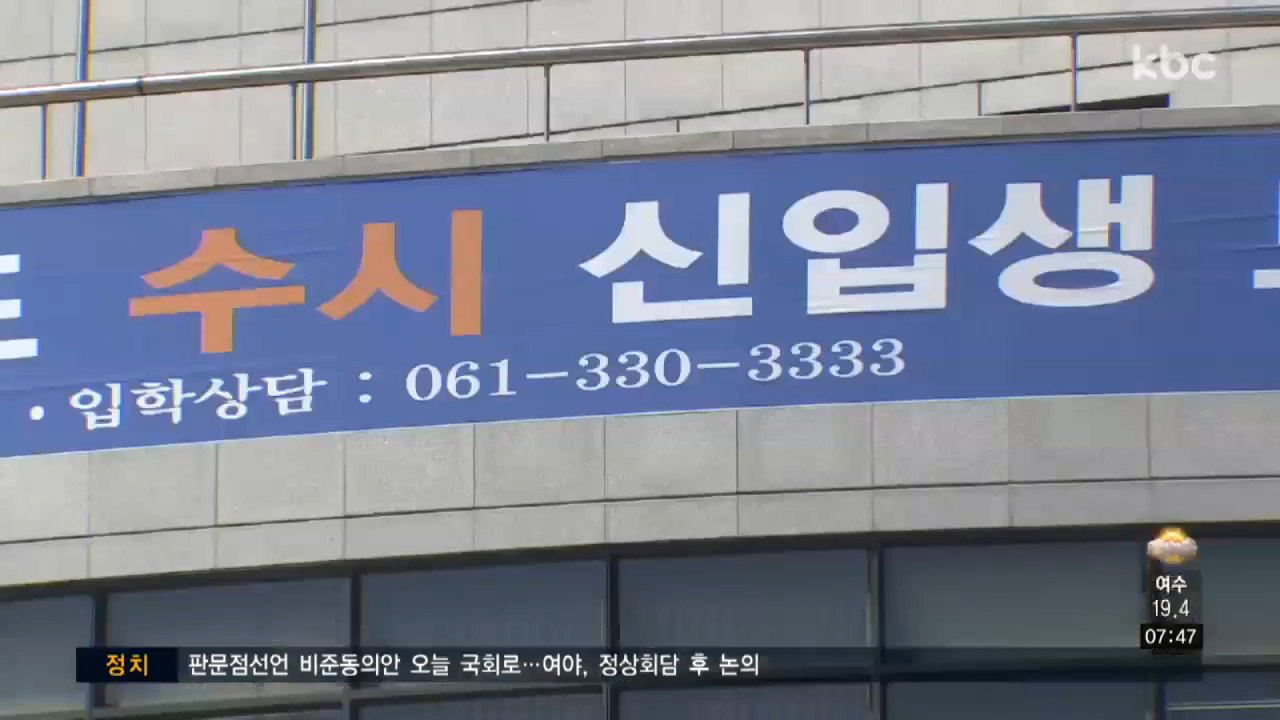 kbc
수시 신입생
· 입학상담 : 061-330-3333
여수
19.4
07:47
정치 판문점선언 비준동의안 오늘 국회로…여야, 정상회담 후 논의